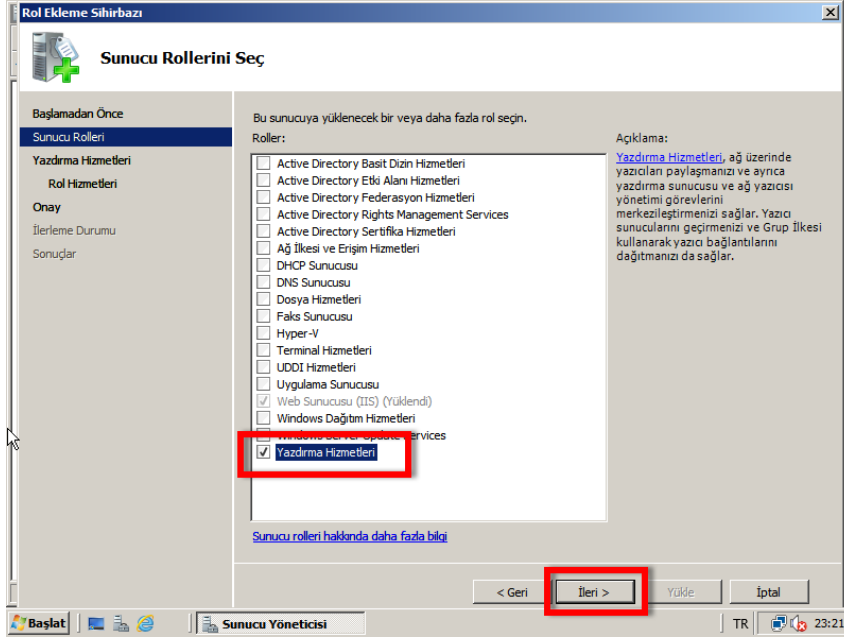 Rol Ekleme Sihirbazı
Sunucu Rollerini Seç
Başlamadan Önce
Sunucu Rolleri
Yazdırma Hizmetleri
Rol Hizmetleri
Onay
İlerleme Durumu
Sonuçlar
Bu sunucuya yüklenecek bir veya daha fazla rol seçin.
Roller:
Active Directory Basit Dizin Hizmetleri
Active Directory Etki Alanı Hizmetleri
Active Directory Federasyon Hizmetleri
Active Directory Rights Management Services
Active Directory Sertifika Hizmetleri
Ağ İlkesi ve Erişim Hizmetleri
DHCP Sunucusu
DNS Sunucusu
Dosya Hizmetleri
Faks Sunucusu
Hyper-V
Terminal Hizmetleri
UDDI Hizmetleri
Uygulama Sunucusu
Web Sunucusu (IIS) (Yüklendi)
Windows Dağıtım Hizmetleri
Windows Server Update Services
Yazdırma Hizmetleri
Sunucu rolleri hakkında daha fazla bilgi
Açıklama:
Yazdırma Hizmetleri, ağ üzerinde
yazıcıları paylaşmanızı ve ayrıca
yazdırma sunucusu ve ağ yazıcısı
yönetimi görevlerini
merkezileştirmenizi sağlar. Yazıcı
sunucularını geçirmenizi ve Grup İlkesi
kullanarak yazıcı bağlantılarını
dağıtmanızı da sağlar.
< Geri
İleri >
Yükle
İptal
Başlat
Sunucu Yöneticisi
TR
23:21